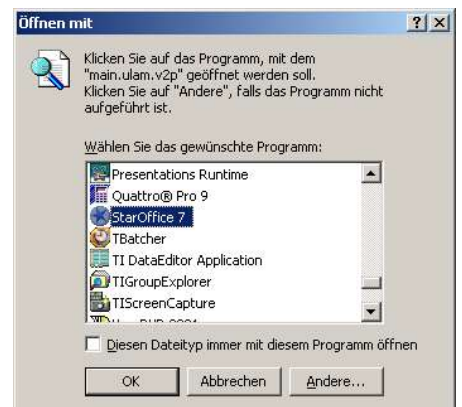 Öffnen mit
Klicken Sie auf das Programm, mit dem
"main.ulam.v2p" geöffnet werden soll.
Klicken Sie auf "Andere", falls das Programm nicht
aufgeführt ist.
Wählen Sie das gewünschte Programm:
Presentations Runtime
Quattro® Pro 9
StarOffice 7
TBatcher
TI DataEditor Application
TIGroupExplorer
TIScreenCapture
Diesen Dateityp immer mit diesem Programm öffnen
OK
Abbrechen
Andere...